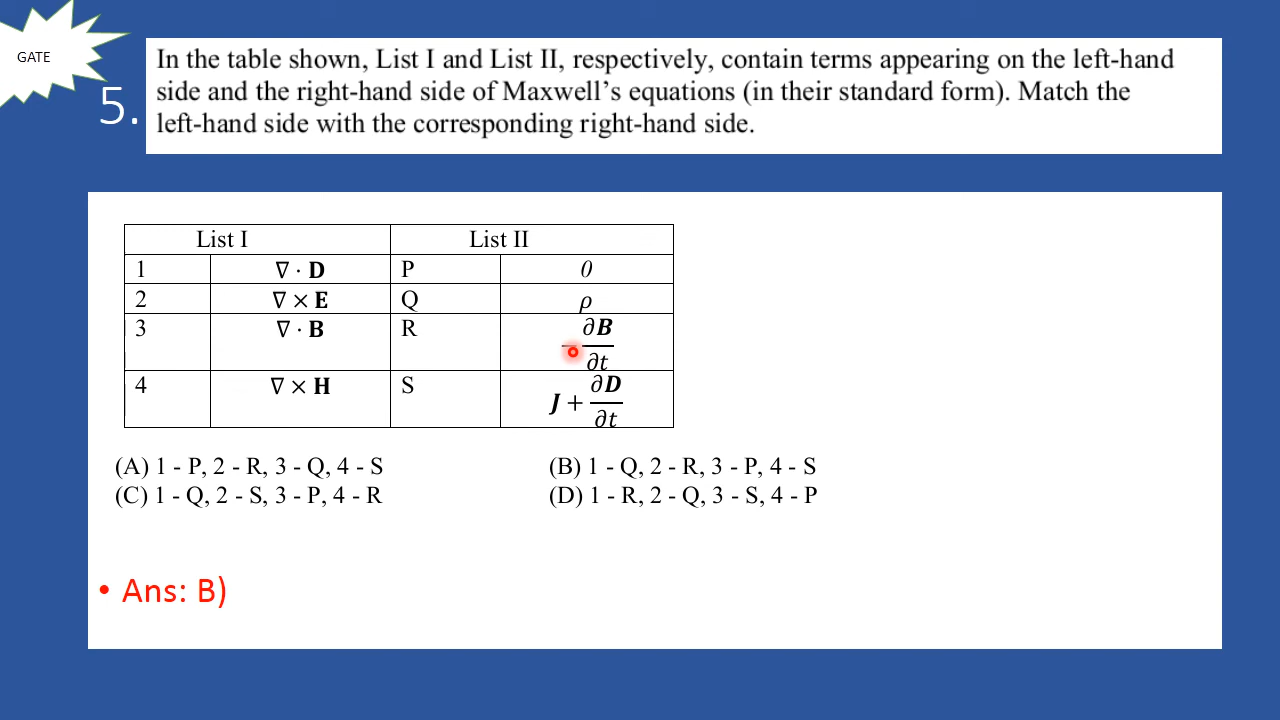 GATE
5.
In the table shown, List I and List II, respectively, contain terms appearing on the left-hand
side and the right-hand side of Maxwell's equations (in their standard form). Match the
left-hand side with the corresponding right-hand side.
List I List II
1 ∇ · D P 0
2 ∇ × E Q ρ
3 ∇ · B R −∂B/∂t
4 ∇ × H S J + ∂D/∂t
(A) 1 - P, 2 - R, 3 - Q, 4 - S (B) 1 - Q, 2 - R, 3 - P, 4 - S
(C) 1 - Q, 2 - S, 3 - P, 4 - R (D) 1 - R, 2 - Q, 3 - S, 4 - P
• Ans: B)